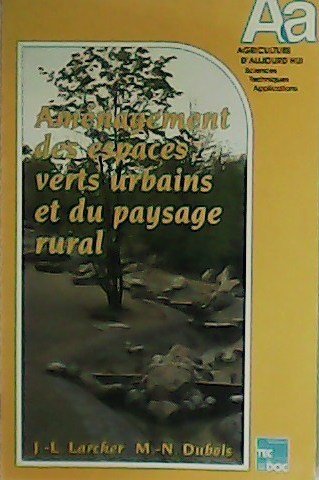 Aa
AGRICULTURE
D'AUJOURD'HUI
Sciences
Techniques
Applications
Aménagement
des espaces
verts urbains
et du paysage
rural
J.-L. Larcher M.-N. Dubois
TEC
DOC